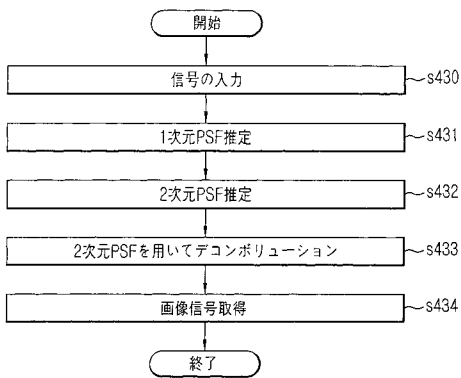 開始
信号の入力
s430
1次元PSF推定
s431
2次元PSF推定
s432
2次元PSFを用いてデコンボリューション
s433
画像信号取得
s434
終了